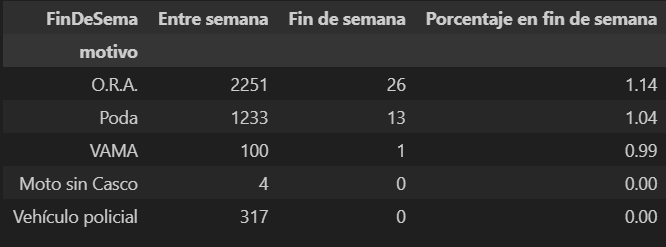 FinDeSema Entre semana Fin de semana Porcentaje en fin de semana
motivo
O.R.A. 2251 26 1.14
Poda 1233 13 1.04
VAMA 100 1 0.99
Moto sin Casco 4 0 0.00
Vehículo policial 317 0 0.00